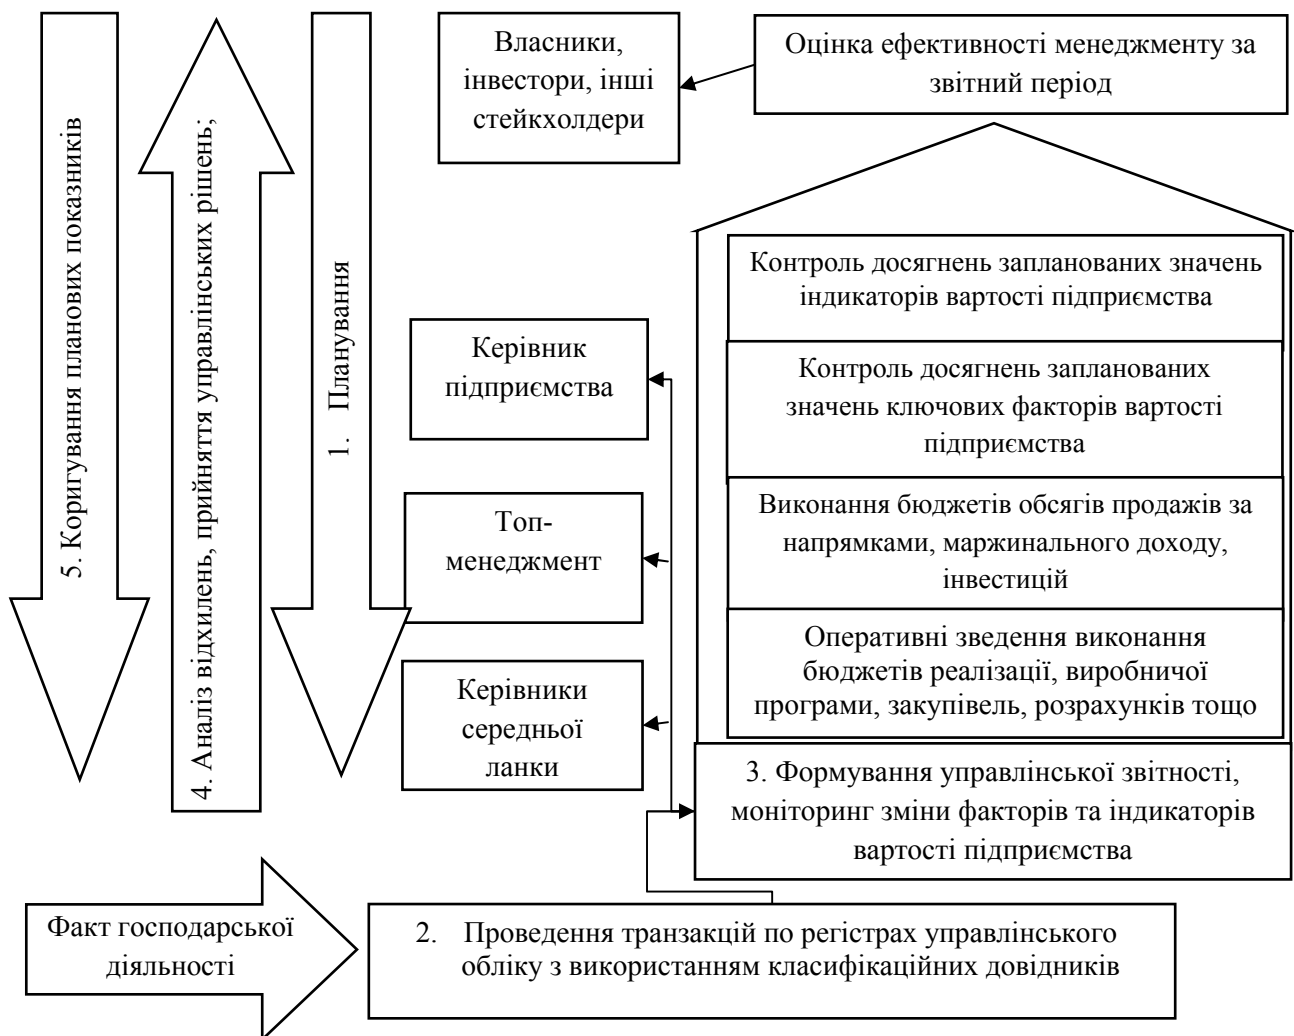 5. Коригування планових показників
4. Аналіз відхилень, прийняття управлінських рішень;
1. Планування
Власники,
інвестори, інші
стейкхолдери
Оцінка ефективності менеджменту за
звітний період
Контроль досягнень запланованих значень
індикаторів вартості підприємства
Керівник
підприємства
Контроль досягнень запланованих
значень ключових факторів вартості
підприємства
Топ-
менеджмент
Виконання бюджетів обсягів продажів за
напрямками, маржинального доходу,
інвестицій
Керівники
середньої
ланки
Оперативні зведення виконання
бюджетів реалізації, виробничої
програми, закупівель, розрахунків тощо
3. Формування управлінської звітності,
моніторинг зміни факторів та індикаторів
вартості підприємства
Факт господарської
діяльності
2. Проведення транзакцій по регістрах управлінського
обліку з використанням класифікаційних довідників